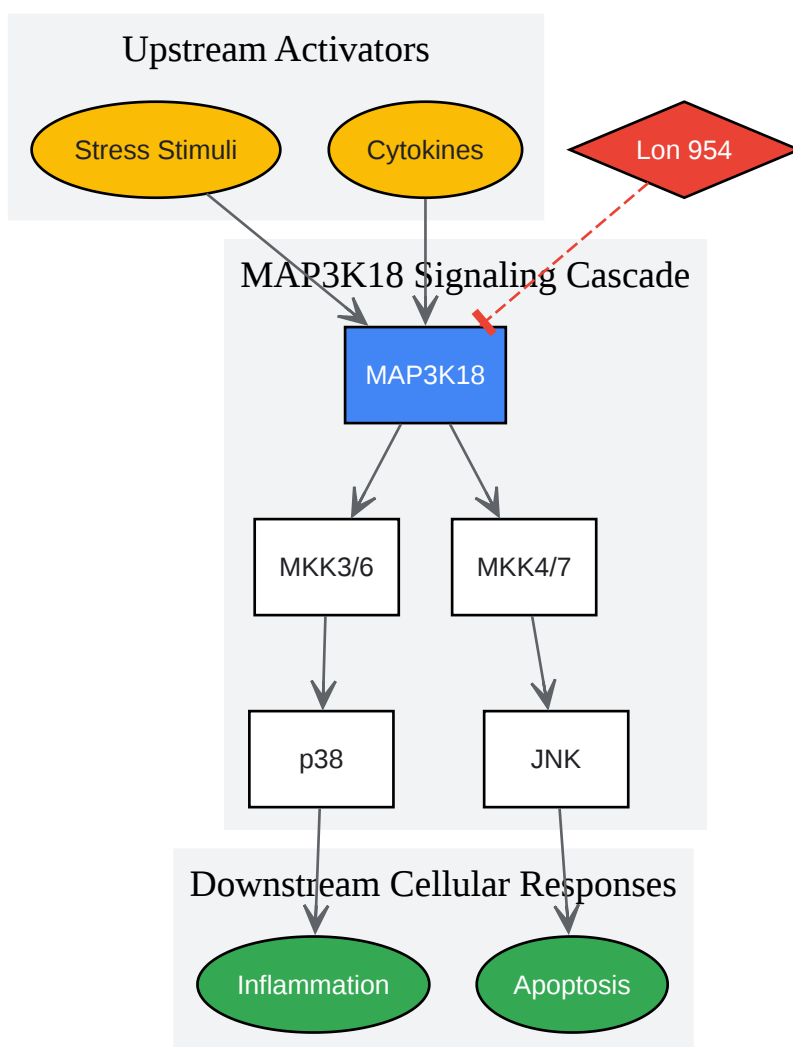 Upstream Activators
Stress Stimuli
Cytokines
Lon 954
MAP3K18 Signaling Cascade
MAP3K18
MKK3/6
MKK4/7
p38
JNK
Downstream Cellular Responses
Inflammation
Apoptosis